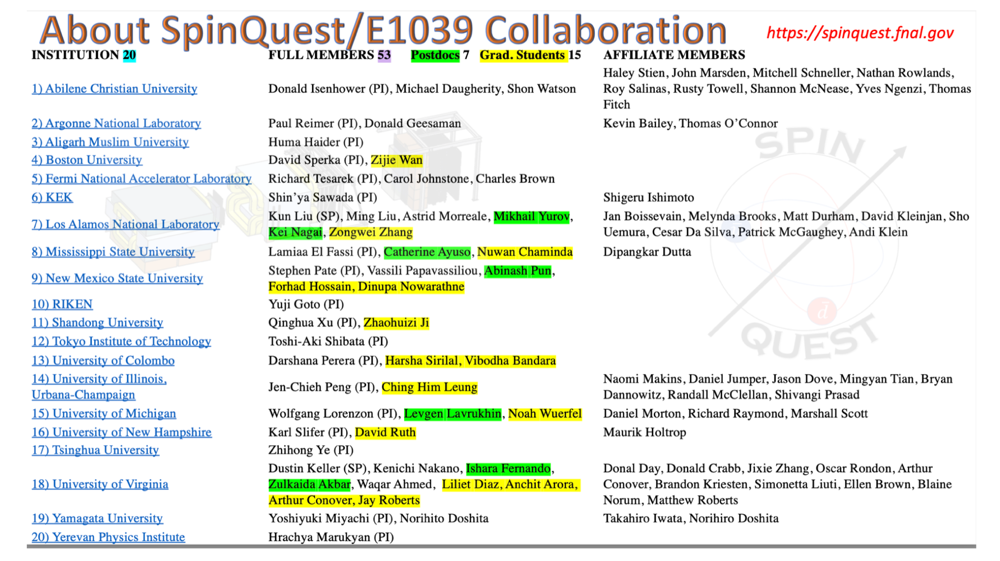 About SpinQuest/E1039 Collaboration
https://spinquest.fnal.gov
INSTITUTION 20 FULL MEMBERS 53 Postdocs 7 Grad. Students 15 AFFILIATE MEMBERS
1) Abilene Christian University
Donald Isenhower (PI), Michael Daugherity, Shon Watson
Haley Stien, John Marsden, Mitchell Schneller, Nathan Rowlands,
Roy Salinas, Rusty Towell, Shannon McNease, Yves Ngenzi, Thomas
Fitch
2) Argonne National Laboratory
Paul Reimer (PI), Donald Geesaman
Kevin Bailey, Thomas O’Connor
3) Aligarh Muslim University
Huma Haider (PI)
4) Boston University
David Sperka (PI), Zijie Wan
5) Fermi National Accelerator Laboratory
Richard Tesarek (PI), Carol Johnstone, Charles Brown
6) KEK
Shin’ya Sawada (PI)
Shigeru Ishimoto
7) Los Alamos National Laboratory
Kun Liu (SP), Ming Liu, Astrid Morreale, Mikhail Yurov,
Kei Nagai, Zongwei Zhang
Jan Boissevain, Melynda Brooks, Matt Durham, David Kleinjan, Sho
Uemura, Cesar Da Silva, Patrick McGaughey, Andi Klein
8) Mississippi State University
Lamiaa El Fassi (PI), Catherine Ayuso, Nuwan Chaminda
Dipangkar Dutta
9) New Mexico State University
Stephen Pate (PI), Vassili Papavassiliou, Abinash Pun,
Forhad Hossain, Dinupa Nowarathne
10) RIKEN
Yuji Goto (PI)
11) Shandong University
Qinghua Xu (PI), Zhaohuizi Ji
12) Tokyo Institute of Technology
Toshi-Aki Shibata (PI)
13) University of Colombo
Darshana Perera (PI), Harsha Sirilal, Vibodha Bandara
14) University of Illinois,
Urbana-Champaign
Jen-Chieh Peng (PI), Ching Him Leung
Naomi Makins, Daniel Jumper, Jason Dove, Mingyan Tian, Bryan
Dannowitz, Randall McClellan, Shivangi Prasad
15) University of Michigan
Wolfgang Lorenzon (PI), Levgen Lavrukhin, Noah Wuerfel
Daniel Morton, Richard Raymond, Marshall Scott
16) University of New Hampshire
Karl Slifer (PI), David Ruth
Maurik Holtrop
17) Tsinghua University
Zhihong Ye (PI)
18) University of Virginia
Dustin Keller (SP), Kenichi Nakano, Ishara Fernando,
Zulkaida Akbar, Waqar Ahmed, Liliet Diaz, Anchit Arora,
Arthur Conover, Jay Roberts
Donal Day, Donald Crabb, Jixie Zhang, Oscar Rondon, Arthur
Conover, Brandon Kriesten, Simonetta Liuti, Ellen Brown, Blaine
Norum, Matthew Roberts
19) Yamagata University
Yoshiyuki Miyachi (PI), Norihito Doshita
Takahiro Iwata, Norihiro Doshita
20) Yerevan Physics Institute
Hrachya Marukyan (PI)
SPIN
d̄
QUEST